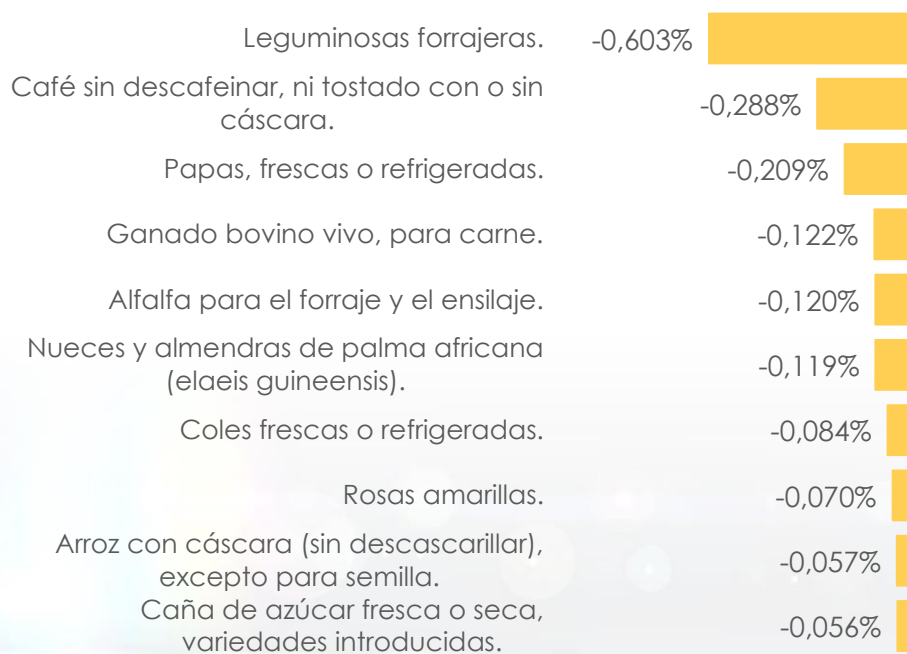 Leguminosas forrajeras. -0,603%
Café sin descafeinar, ni tostado con o sin
cáscara. -0,288%
Papas, frescas o refrigeradas. -0,209%
Ganado bovino vivo, para carne. -0,122%
Alfalfa para el forraje y el ensilaje. -0,120%
Nueces y almendras de palma africana
(elaeis guineensis). -0,119%
Coles frescas o refrigeradas. -0,084%
Rosas amarillas. -0,070%
Arroz con cáscara (sin descascarillar),
excepto para semilla. -0,057%
Caña de azúcar fresca o seca,
variedades introducidas. -0,056%